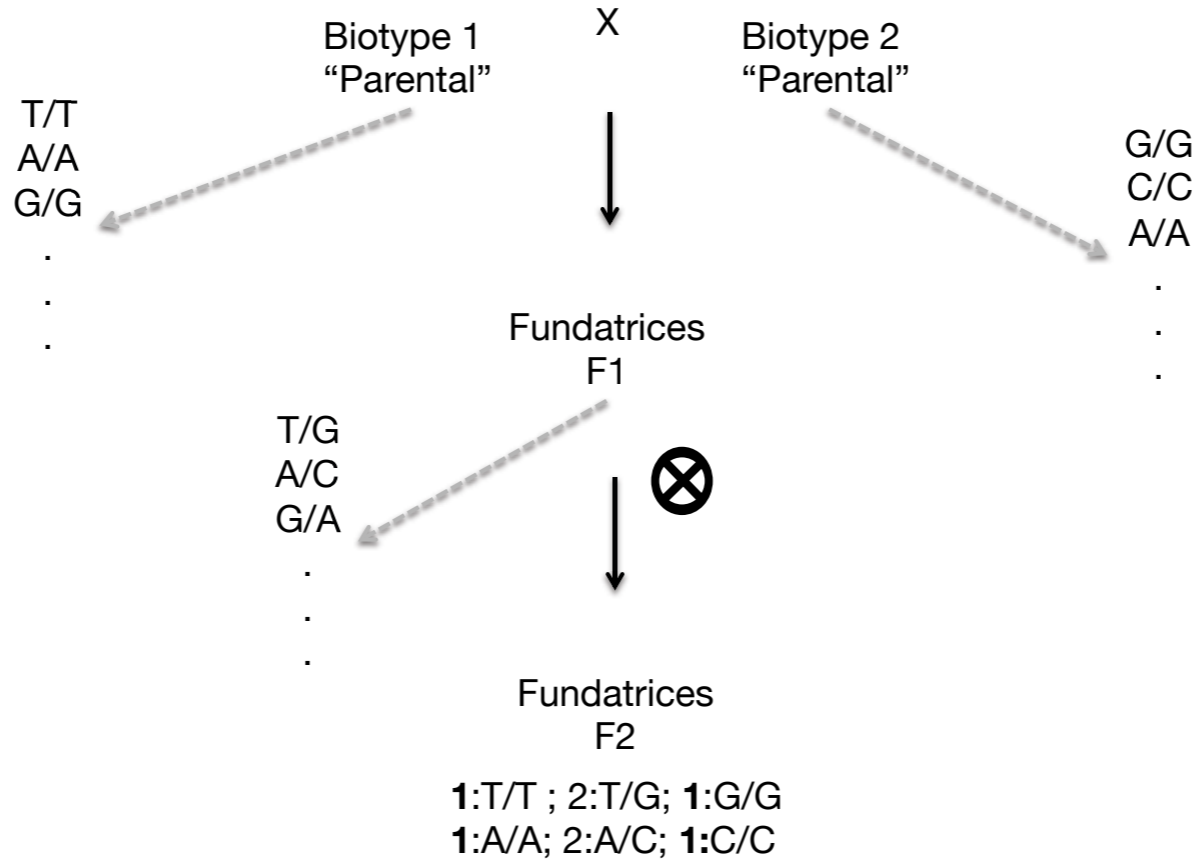 Biotype 1
“Parental”
X
Biotype 2
“Parental”
T/T
A/A
G/G
.
.
.
G/G
C/C
A/A
.
.
.
Fundatrices
F1
T/G
A/C
G/A
.
.
.
Fundatrices
F2
1:T/T ; 2:T/G; 1:G/G
1:A/A; 2:A/C; 1:C/C